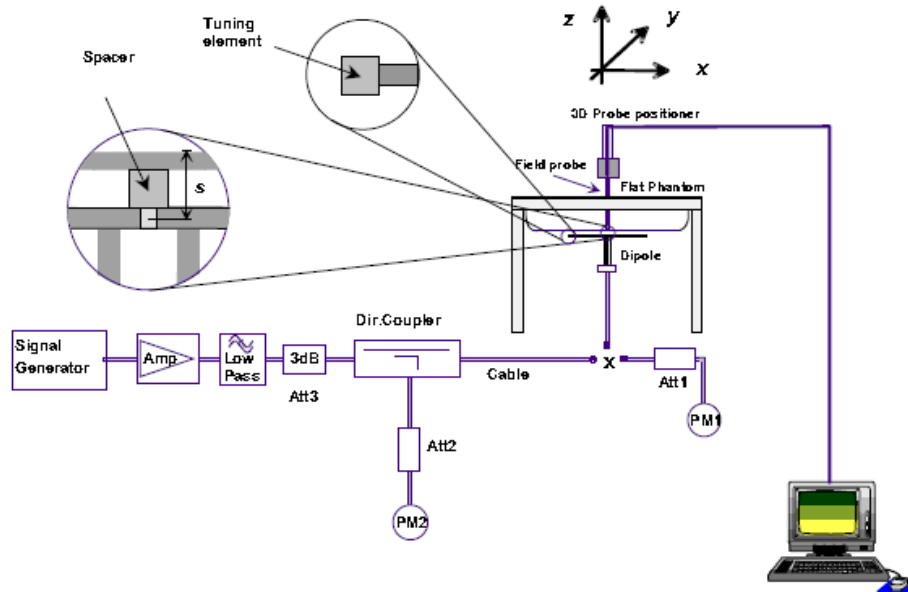 z
y
x
Tuning
element
Spacer
s
3D Probe positioner
Field probe
Flat Phantom
Dipole
Signal
Generator
Amp
Low
Pass
3dB
Att3
Dir.Coupler
Cable
x
Att1
PM1
Att2
PM2